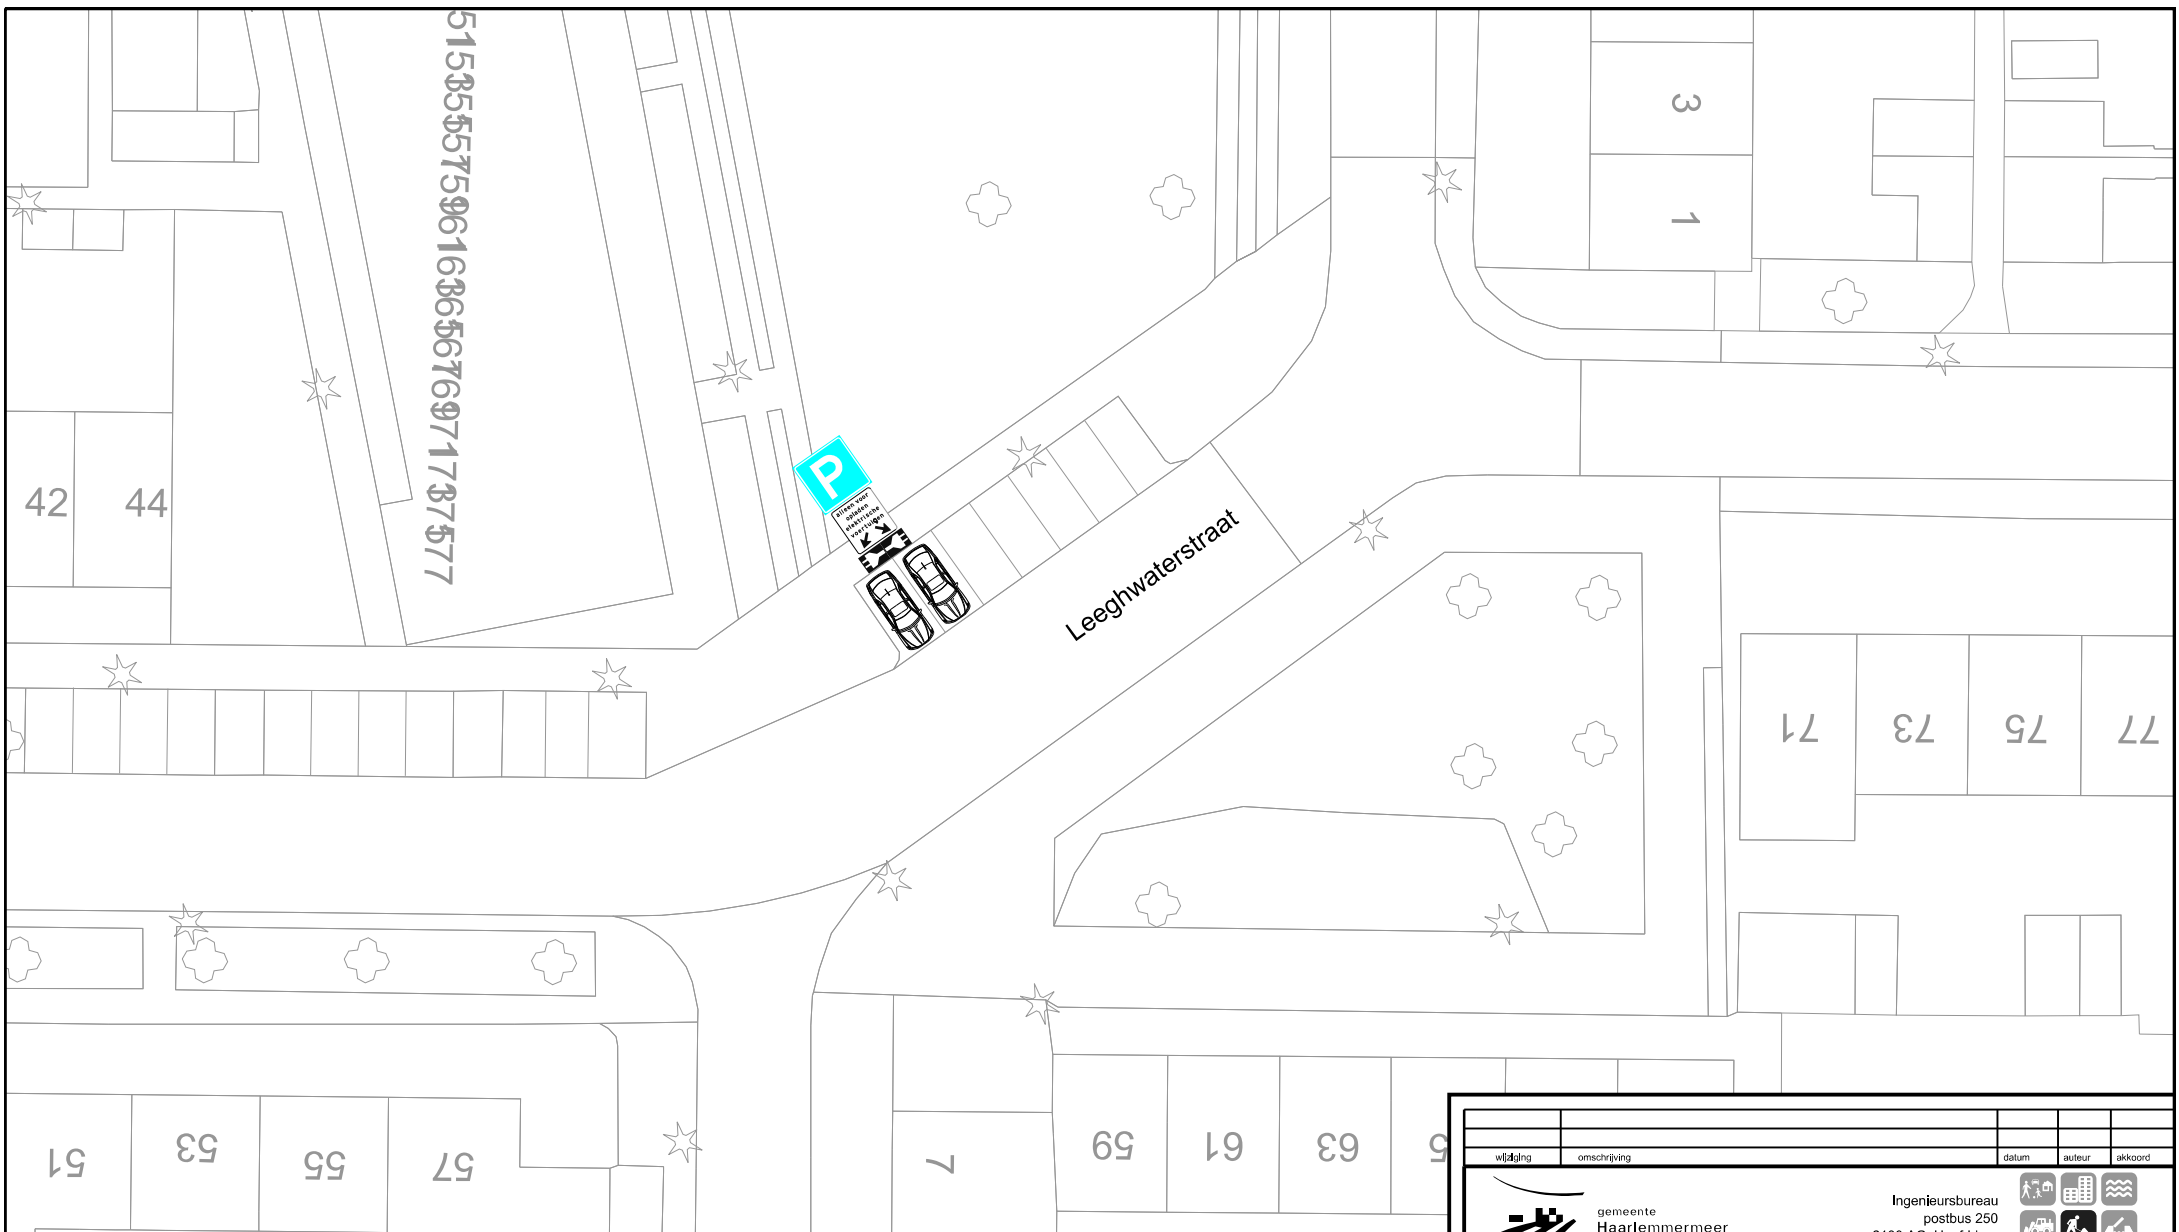 3
1
42
44
P
alleen voor
opladen
elektrische
voertuigen
Leeghwaterstraat
71
73
75
77
51
53
55
57
7
59
61
63
wijziging
omschrijving
datum
auteur
akkoord
gemeente
Haarlemmermeer
Ingenieursbureau
postbus 250